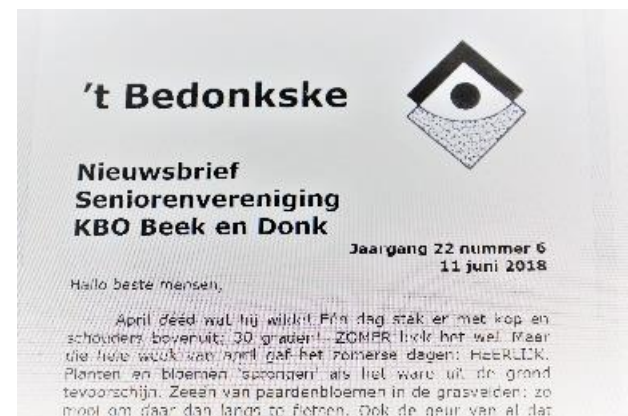 't Bedonkske
Nieuwsbrief
Seniorenvereniging
KBO Beek en Donk
Jaargang 22 nummer 6
11 juni 2018
Hallo beste mensen,
April deed wat hij wilde! Eén dag stak er met kop en
schouders bovenuit: 30 graden! ZOMER leek het wel. Maar
die hele week van april gaf het zomerse dagen: HEERLIJK.
Planten en bloemen 'sprongen' als het ware uit de grond
tevoorschijn. Zeeën van paardenbloemen in de grasvelden: zo
mooi om daar dan langs te fietsen. Ook de geur van al die